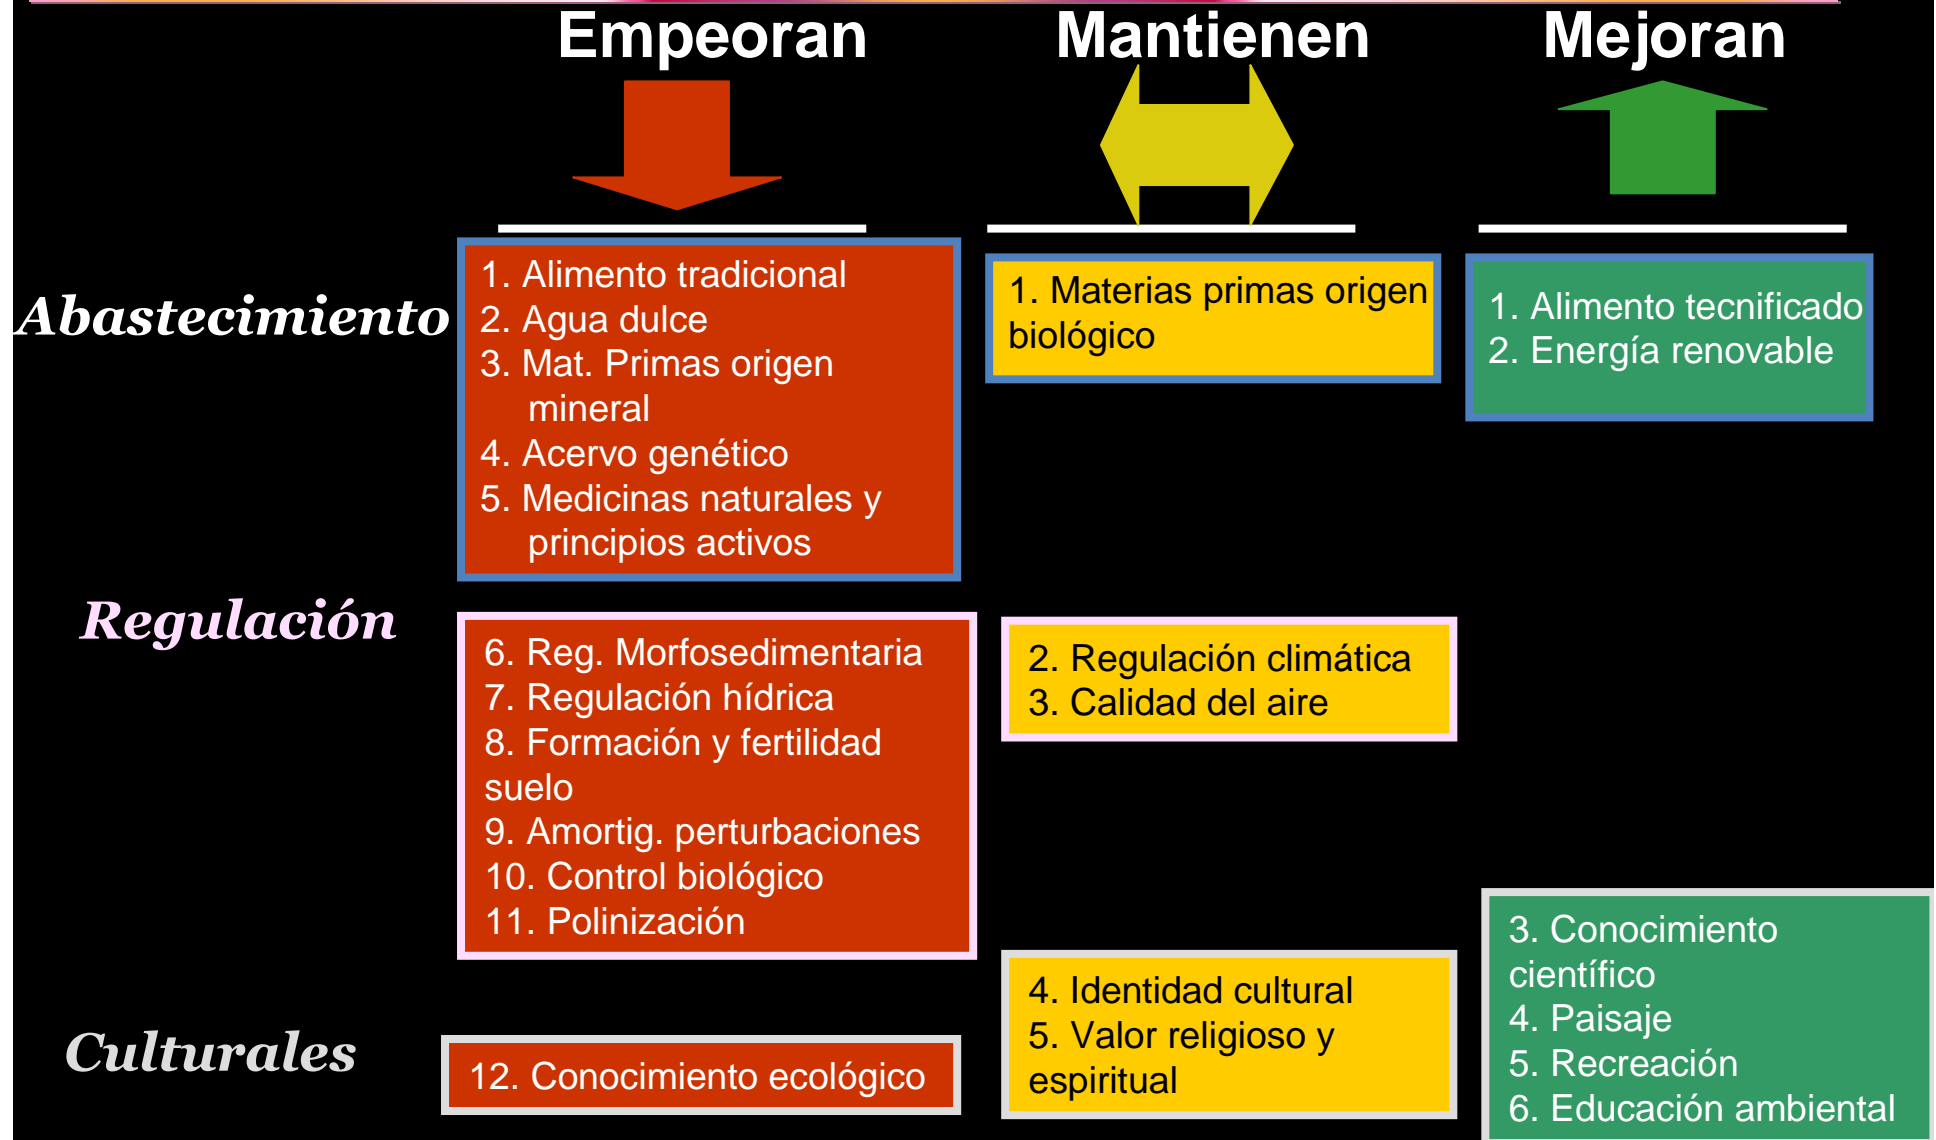 Empeoran
Mantienen
Mejoran
Abastecimiento
1. Alimento tradicional
2. Agua dulce
3. Mat. Primas origen
mineral
4. Acervo genético
5. Medicinas naturales y
principios activos
1. Materias primas origen
biológico
1. Alimento tecnificado
2. Energía renovable
Regulación
6. Reg. Morfosedimentaria
7. Regulación hídrica
8. Formación y fertilidad
suelo
9. Amortig. perturbaciones
10. Control biológico
11. Polinización
2. Regulación climática
3. Calidad del aire
Culturales
12. Conocimiento ecológico
4. Identidad cultural
5. Valor religioso y
espiritual
3. Conocimiento
científico
4. Paisaje
5. Recreación
6. Educación ambiental